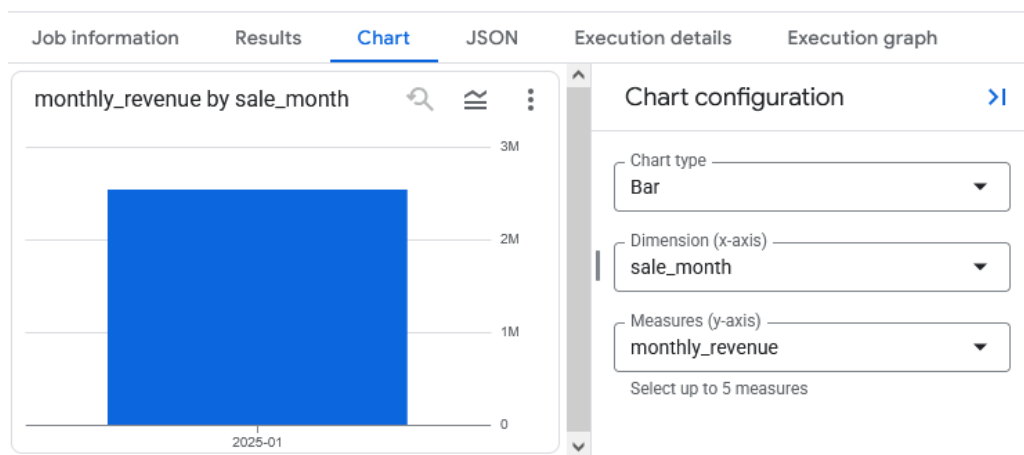 Job information Results Chart JSON Execution details Execution graph
monthly_revenue by sale_month
3M
2M
1M
0
2025-01
Chart configuration
Chart type
Bar
Dimension (x-axis)
sale_month
Measures (y-axis)
monthly_revenue
Select up to 5 measures